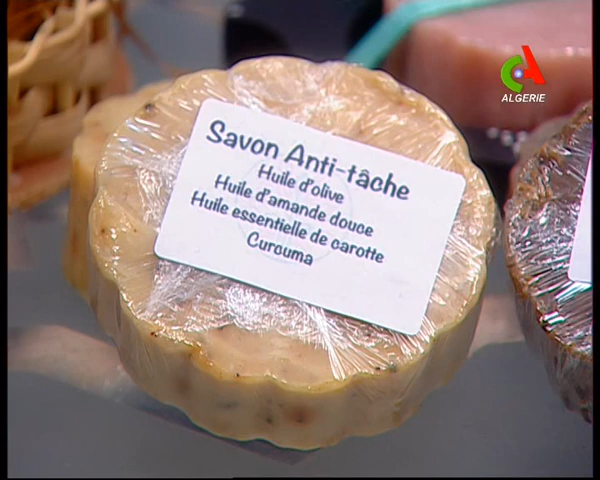 Savon Anti-tâche
Huile d'olive
Huile d'amande douce
Huile essentielle de carotte
Curcuma
ALGERIE